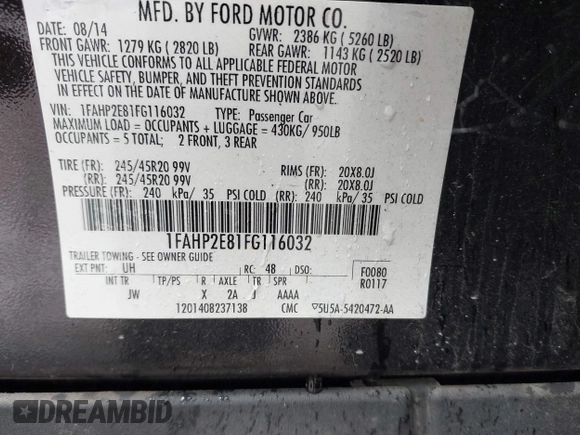 MFD. BY FORD MOTOR CO.
DATE: 08/14 GVWR: 2386 KG ( 5260 LB)
FRONT GAWR: 1279 KG ( 2820 LB) REAR GAWR: 1143 KG ( 2520 LB)
THIS VEHICLE CONFORMS TO ALL APPLICABLE FEDERAL MOTOR
VEHICLE SAFETY, BUMPER, AND THEFT PREVENTION STANDARDS
IN EFFECT ON THE DATE OF MANUFACTURE SHOWN ABOVE.
VIN: 1FAHP2E81FG116032 TYPE: Passenger Car
MAXIMUM LOAD = OCCUPANTS + LUGGAGE = 430KG/ 950LB
OCCUPANTS = 5 TOTAL; 2 FRONT, 3 REAR
TIRE (FR): 245/45R20 99V RIMS (FR): 20X8.0J
(RR): 245/45R20 99V (RR): 20X8.0J
PRESSURE (FR): 240 kPa/ 35 PSI COLD (RR): 240 kPa/ 35 PSI COLD
1FAHP2E81FG116032
TRAILER TOWING - SEE OWNER GUIDE
EXT PNT: UH RC: 48 DSO: F0080
INT TR TP/PS R AXLE TR SPR R0117
JW X 2A J AAAA
1201408237138 CMC 5U5A-5420472-AA
DREAMBID